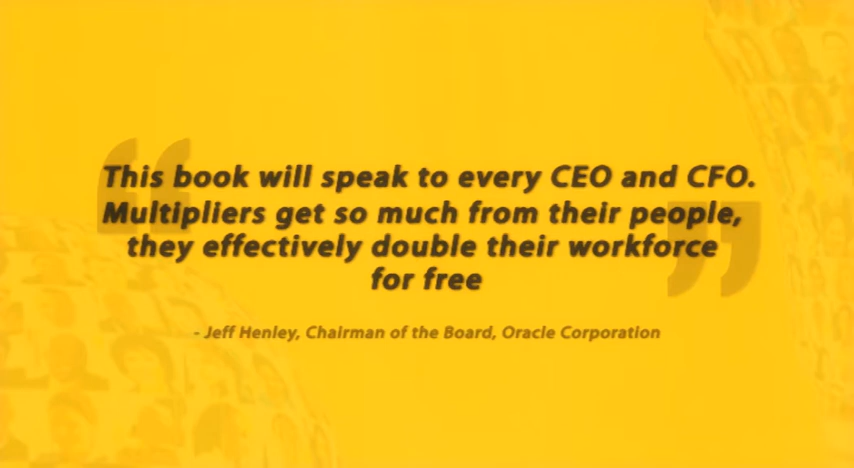 This book will speak to every CEO and CFO.
Multipliers get so much from their people,
they effectively double their workforce
for free
- Jeff Henley, Chairman of the Board, Oracle Corporation